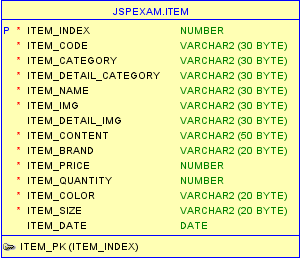 JSPEXAM.ITEM
P * ITEM_INDEX NUMBER
* ITEM_CODE VARCHAR2 (30 BYTE)
* ITEM_CATEGORY VARCHAR2 (30 BYTE)
* ITEM_DETAIL_CATEGORY VARCHAR2 (30 BYTE)
* ITEM_NAME VARCHAR2 (30 BYTE)
* ITEM_IMG VARCHAR2 (30 BYTE)
ITEM_DETAIL_IMG VARCHAR2 (30 BYTE)
* ITEM_CONTENT VARCHAR2 (50 BYTE)
* ITEM_BRAND VARCHAR2 (20 BYTE)
* ITEM_PRICE NUMBER
* ITEM_QUANTITY NUMBER
* ITEM_COLOR VARCHAR2 (20 BYTE)
* ITEM_SIZE VARCHAR2 (20 BYTE)
ITEM_DATE DATE
ITEM_PK (ITEM_INDEX)